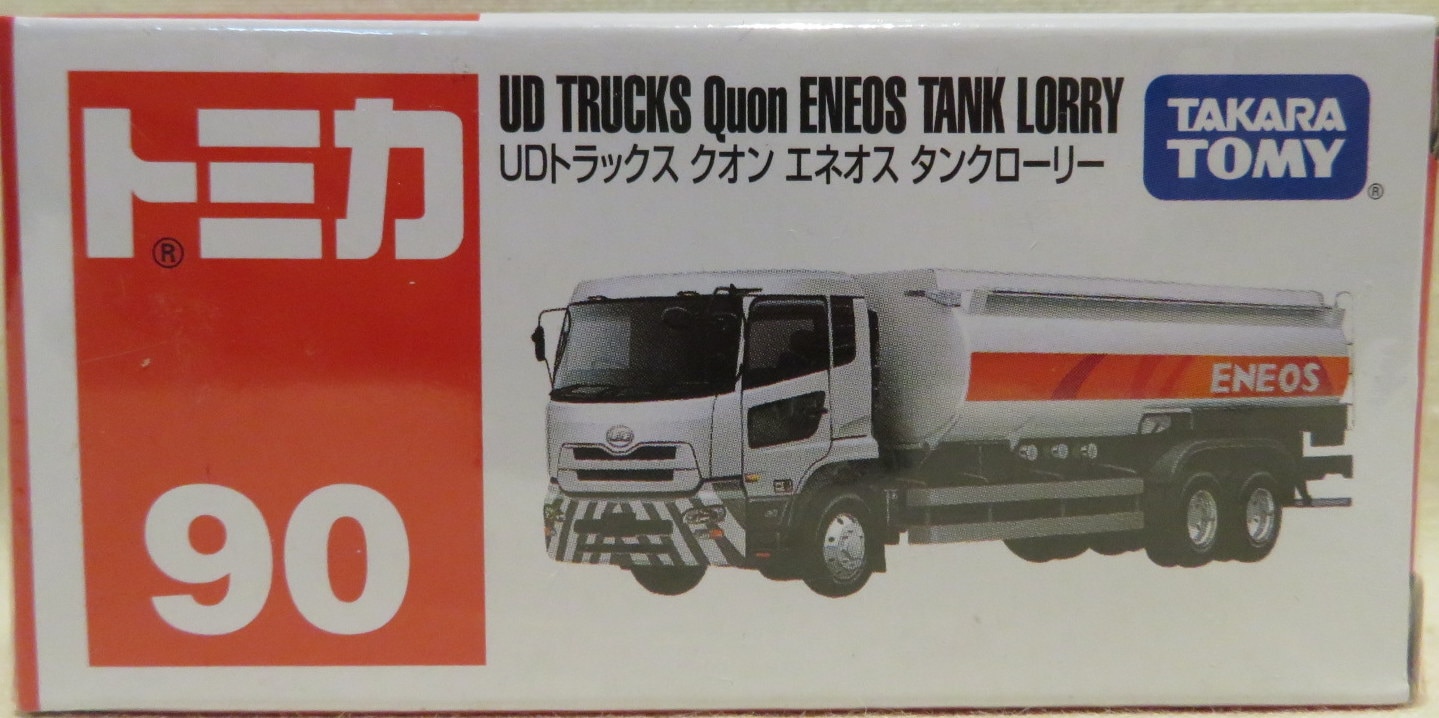 トミカ
®
90
UD TRUCKS Quon ENEOS TANK LORRY
UDトラックス クオン エネオス タンクローリー
TAKARA
TOMY
®
ENEOS
UD